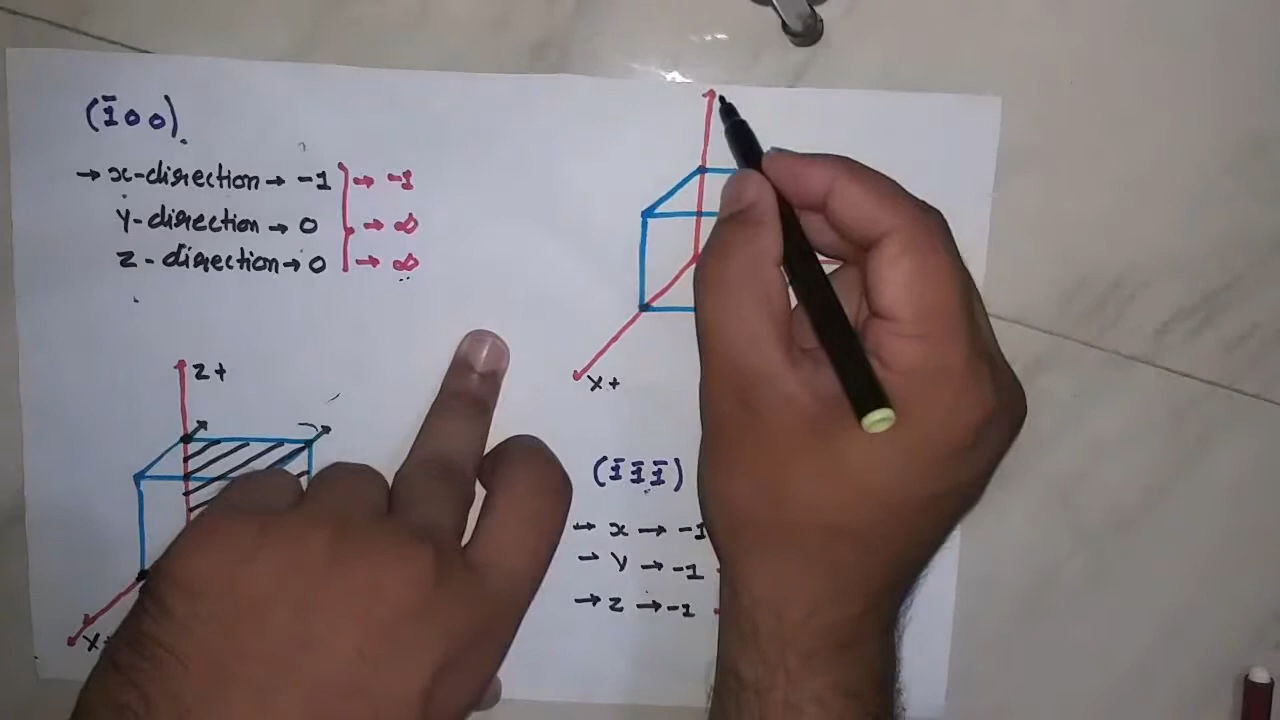 (1̄00)
→ x-direction → -1 → -1
Y-direction → 0 → ∞
z-direction → 0 → ∞
z+
x+
(1̄ 1̄ 1̄)
→ x → -1
→ y → -1
→ z → -1